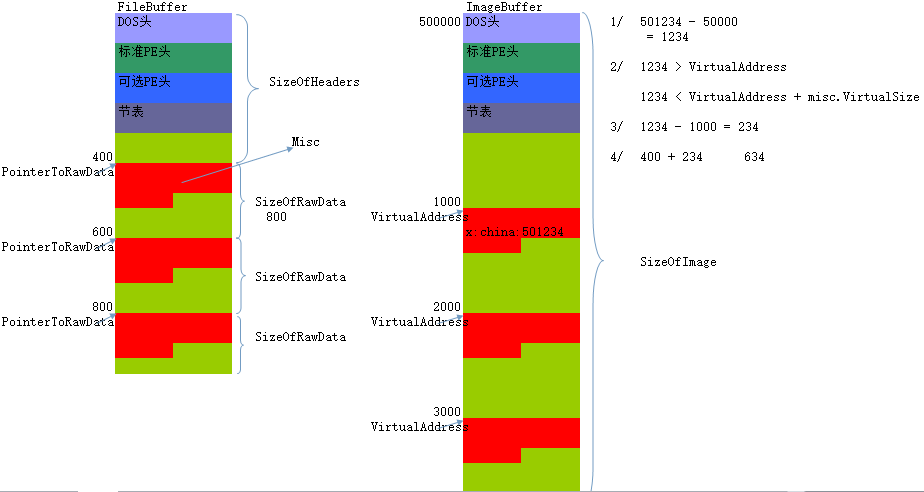 FileBuffer
DOS头
标准PE头
可选PE头
节表
SizeOfHeaders
Misc
400
PointerToRawData
SizeOfRawData
800
600
PointerToRawData
SizeOfRawData
800
PointerToRawData
SizeOfRawData
ImageBuffer
500000
DOS头
标准PE头
可选PE头
节表
1000
VirtualAddress
x:china:501234
2000
VirtualAddress
3000
VirtualAddress
SizeOfImage
1/ 501234 - 50000
= 1234
2/ 1234 > VirtualAddress
1234 < VirtualAddress + misc.VirtualSize
3/ 1234 - 1000 = 234
4/ 400 + 234 634